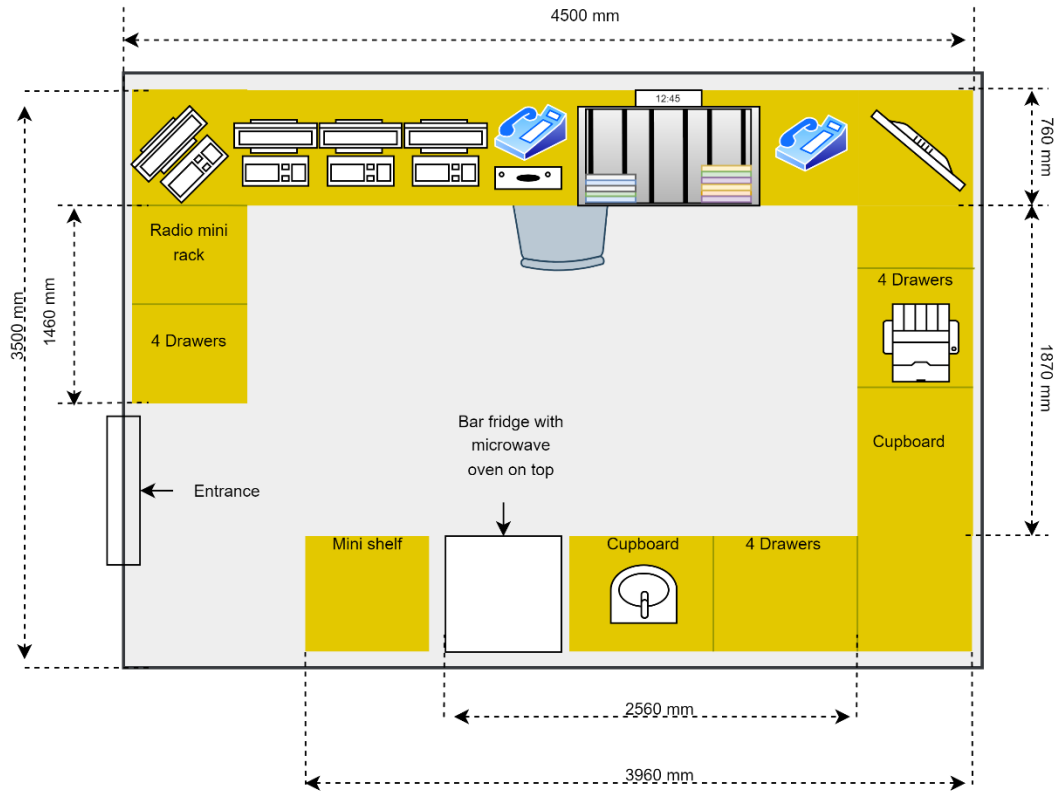 4500 mm
12:45
760 mm
Radio mini
rack
4 Drawers
1460 mm
3500 mm
4 Drawers
1870 mm
Cupboard
Bar fridge with
microwave
oven on top
Entrance
Mini shelf
Cupboard
4 Drawers
2560 mm
3960 mm